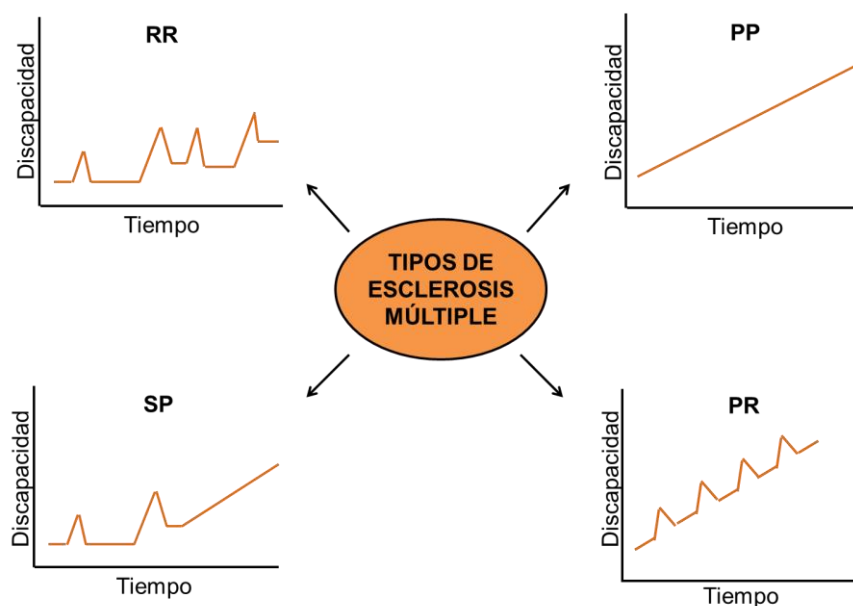 RR
Discapacidad
Tiempo
PP
Discapacidad
Tiempo
TIPOS DE
ESCLEROSIS
MÚLTIPLE
SP
Discapacidad
Tiempo
PR
Discapacidad
Tiempo